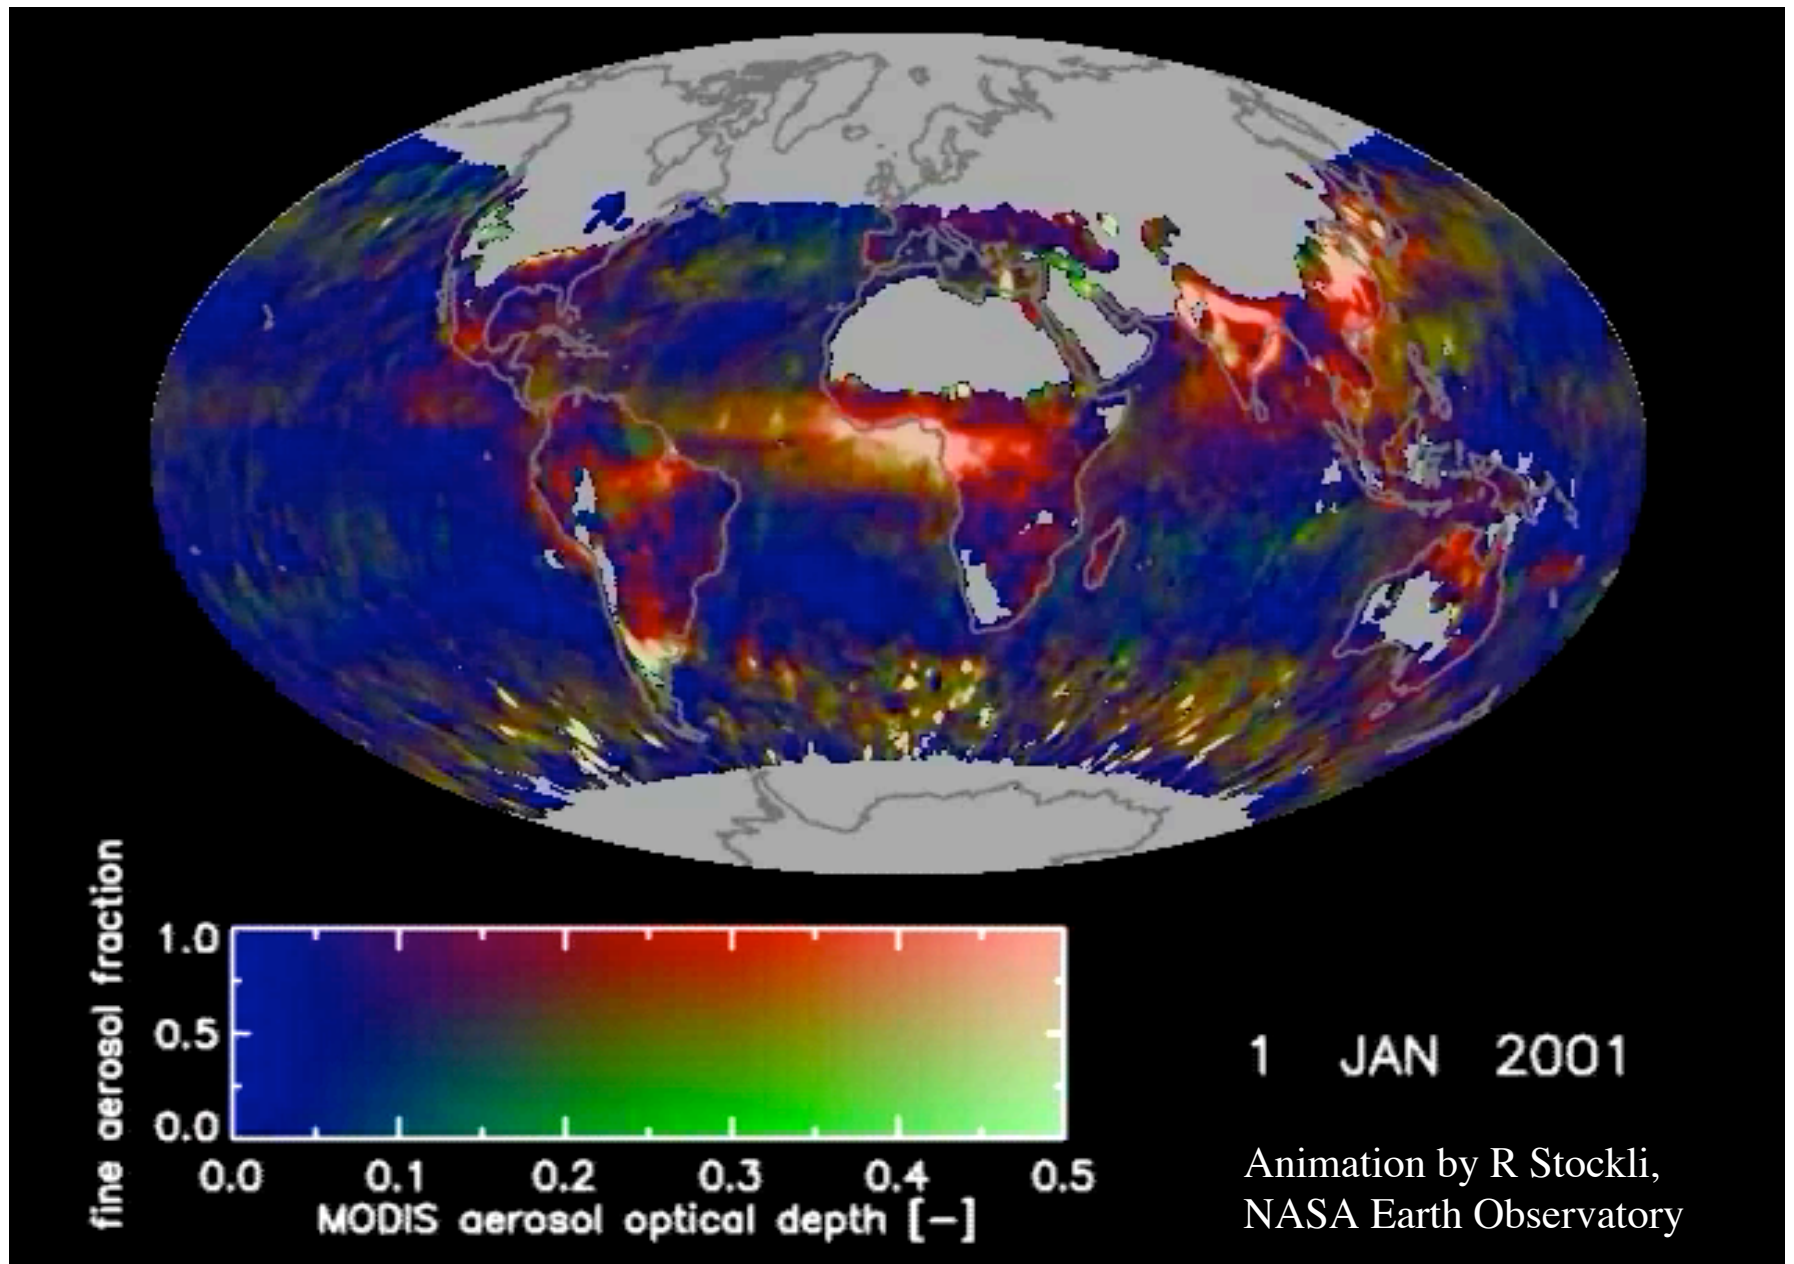 fine aerosol fraction
1.0
0.5
0.0
0.0 0.1 0.2 0.3 0.4 0.5
MODIS aerosol optical depth [-]
1 JAN 2001
Animation by R Stockli,
NASA Earth Observatory